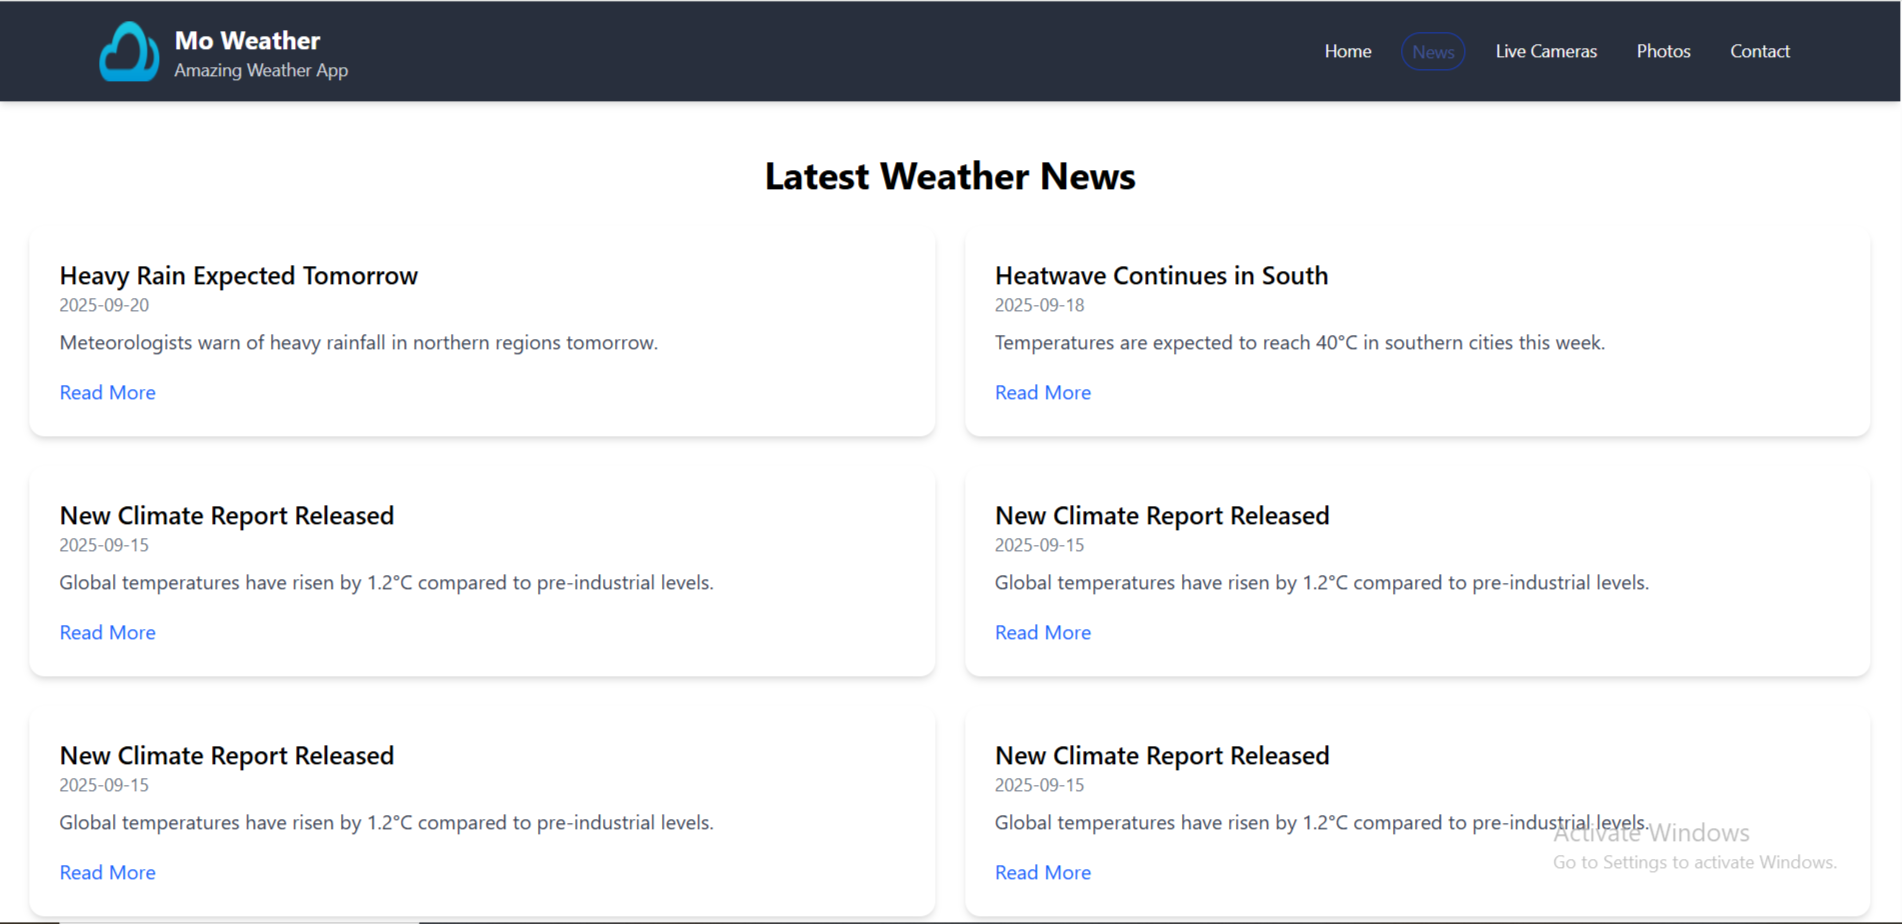 Mo Weather
Amazing Weather App
Home
News
Live Cameras
Photos
Contact
Latest Weather News
Heavy Rain Expected Tomorrow
2025-09-20
Meteorologists warn of heavy rainfall in northern regions tomorrow.
Read More
Heatwave Continues in South
2025-09-18
Temperatures are expected to reach 40°C in southern cities this week.
Read More
New Climate Report Released
2025-09-15
Global temperatures have risen by 1.2°C compared to pre-industrial levels.
Read More
New Climate Report Released
2025-09-15
Global temperatures have risen by 1.2°C compared to pre-industrial levels.
Read More
New Climate Report Released
2025-09-15
Global temperatures have risen by 1.2°C compared to pre-industrial levels.
Read More
New Climate Report Released
2025-09-15
Global temperatures have risen by 1.2°C compared to pre-industrial levels.
Read More
Activate Windows
Go to Settings to activate Windows.